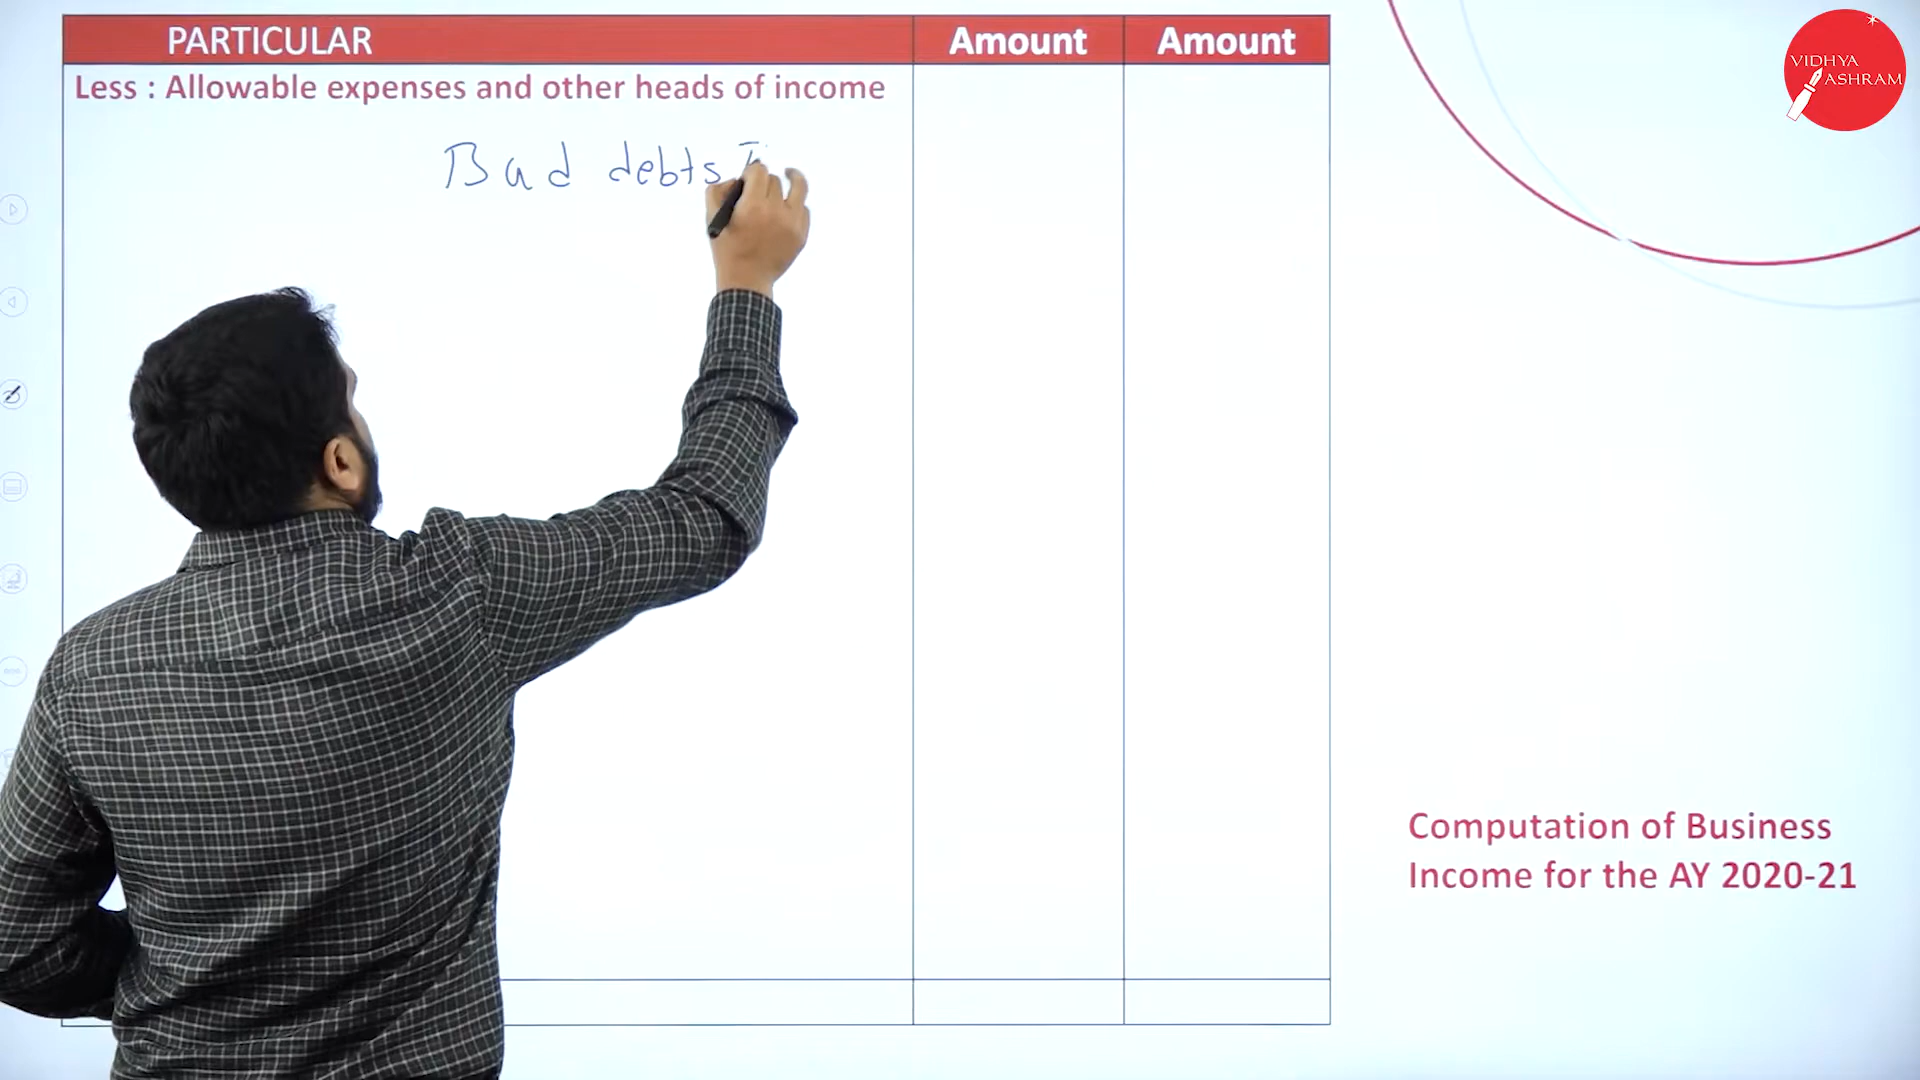 PARTICULAR Amount Amount
Less : Allowable expenses and other heads of income
Bad debts
VIDHYA
ASHRAM
Computation of Business
Income for the AY 2020-21